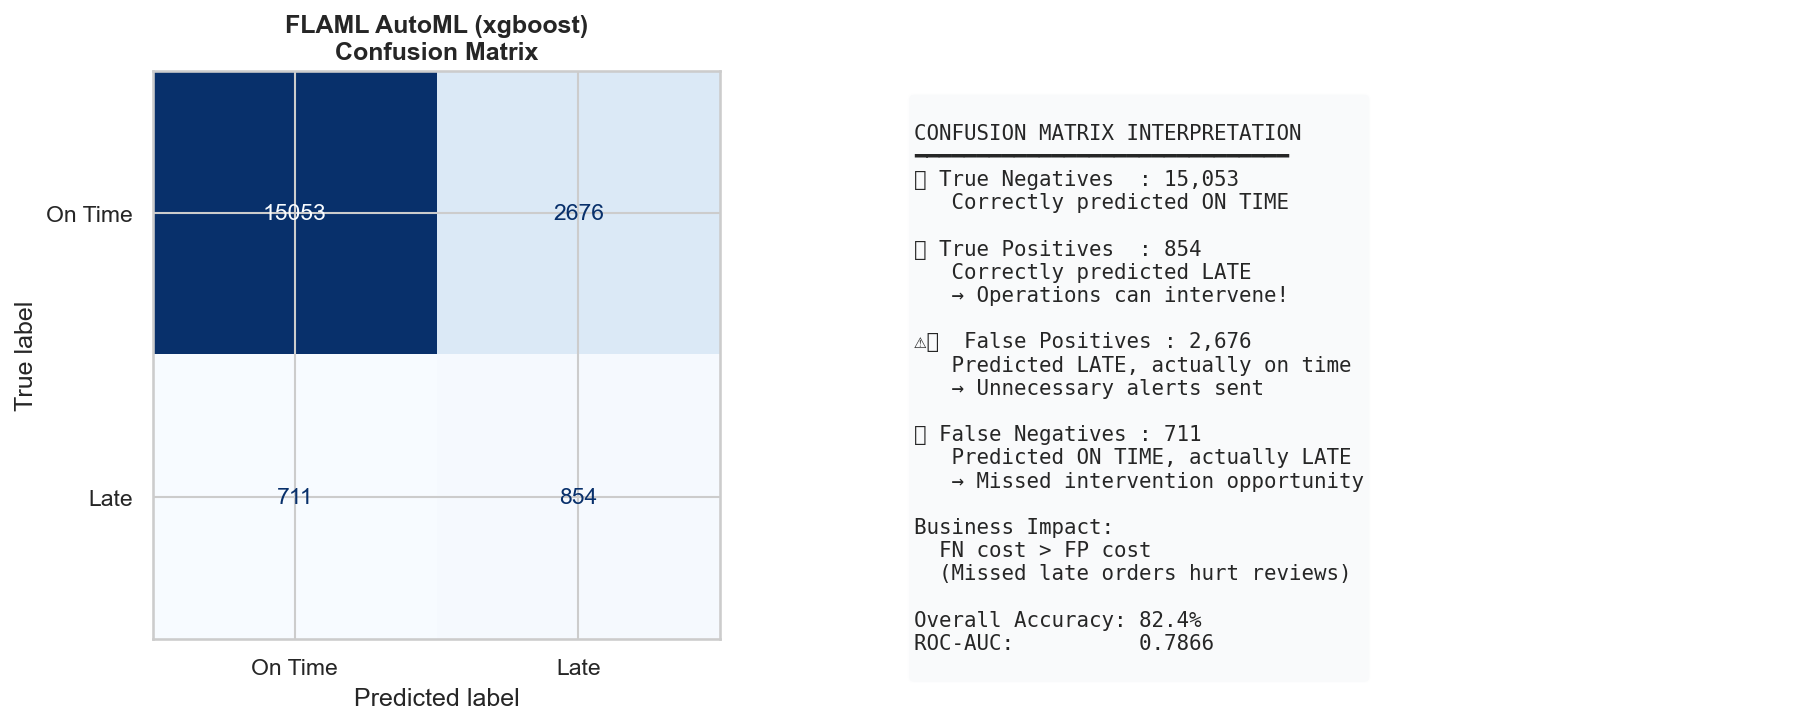 FLAML AutoML (xgboost)
Confusion Matrix
True label
On Time
15053
2676
Late
711
854
On Time
Late
Predicted label
CONFUSION MATRIX INTERPRETATION
True Negatives : 15,053
Correctly predicted ON TIME
True Positives : 854
Correctly predicted LATE
→ Operations can intervene!
⚠ False Positives : 2,676
Predicted LATE, actually on time
→ Unnecessary alerts sent
False Negatives : 711
Predicted ON TIME, actually LATE
→ Missed intervention opportunity
Business Impact:
FN cost > FP cost
(Missed late orders hurt reviews)
Overall Accuracy: 82.4%
ROC-AUC: 0.7866